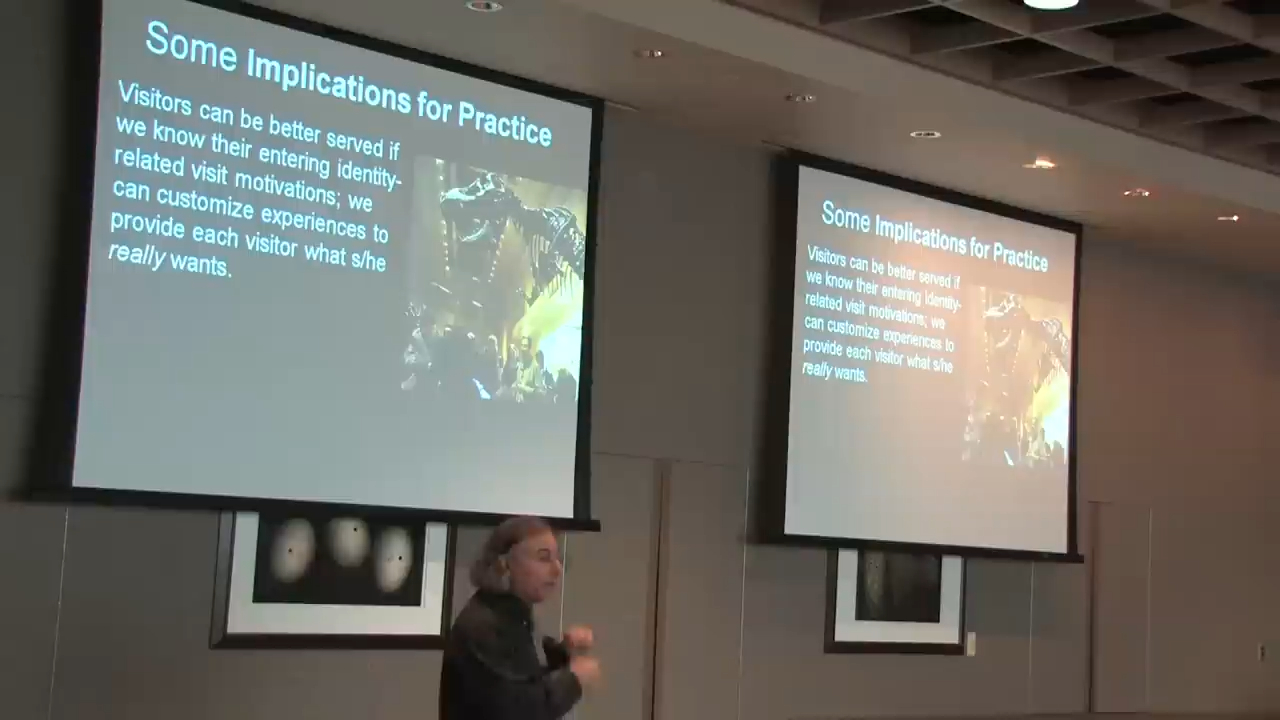 Some Implications for Practice
Visitors can be better served if
we know their entering identity-
related visit motivations; we
can customize experiences to
provide each visitor what s/he
really wants.
Some Implications for Practice
Visitors can be better served if
we know their entering identity-
related visit motivations; we
can customize experiences to
provide each visitor what s/he
really wants.